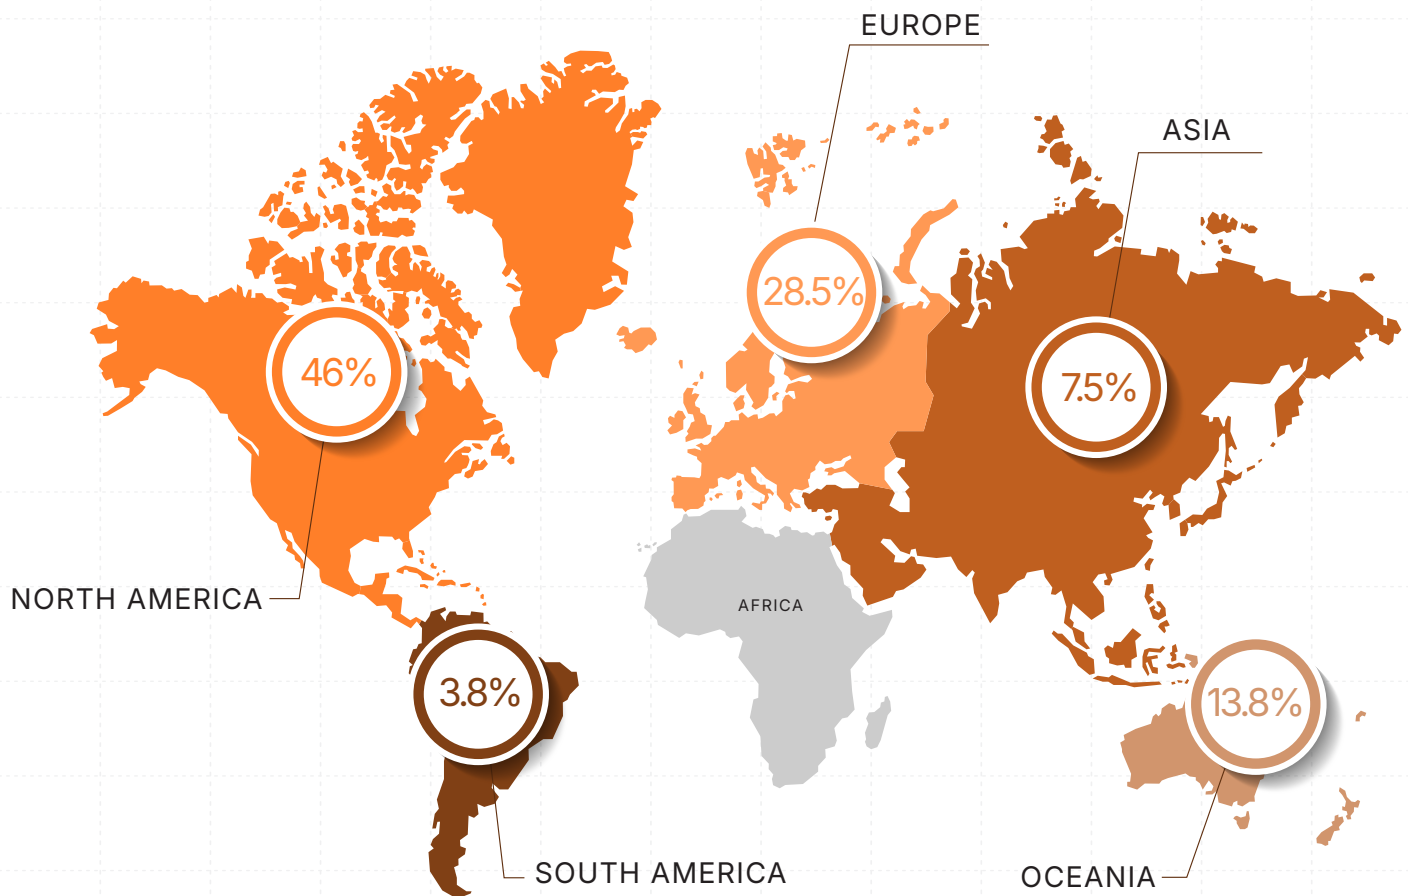 EUROPE
ASIA
28.5%
46%
7.5%
NORTH AMERICA
AFRICA
3.8%
13.8%
SOUTH AMERICA
OCEANIA